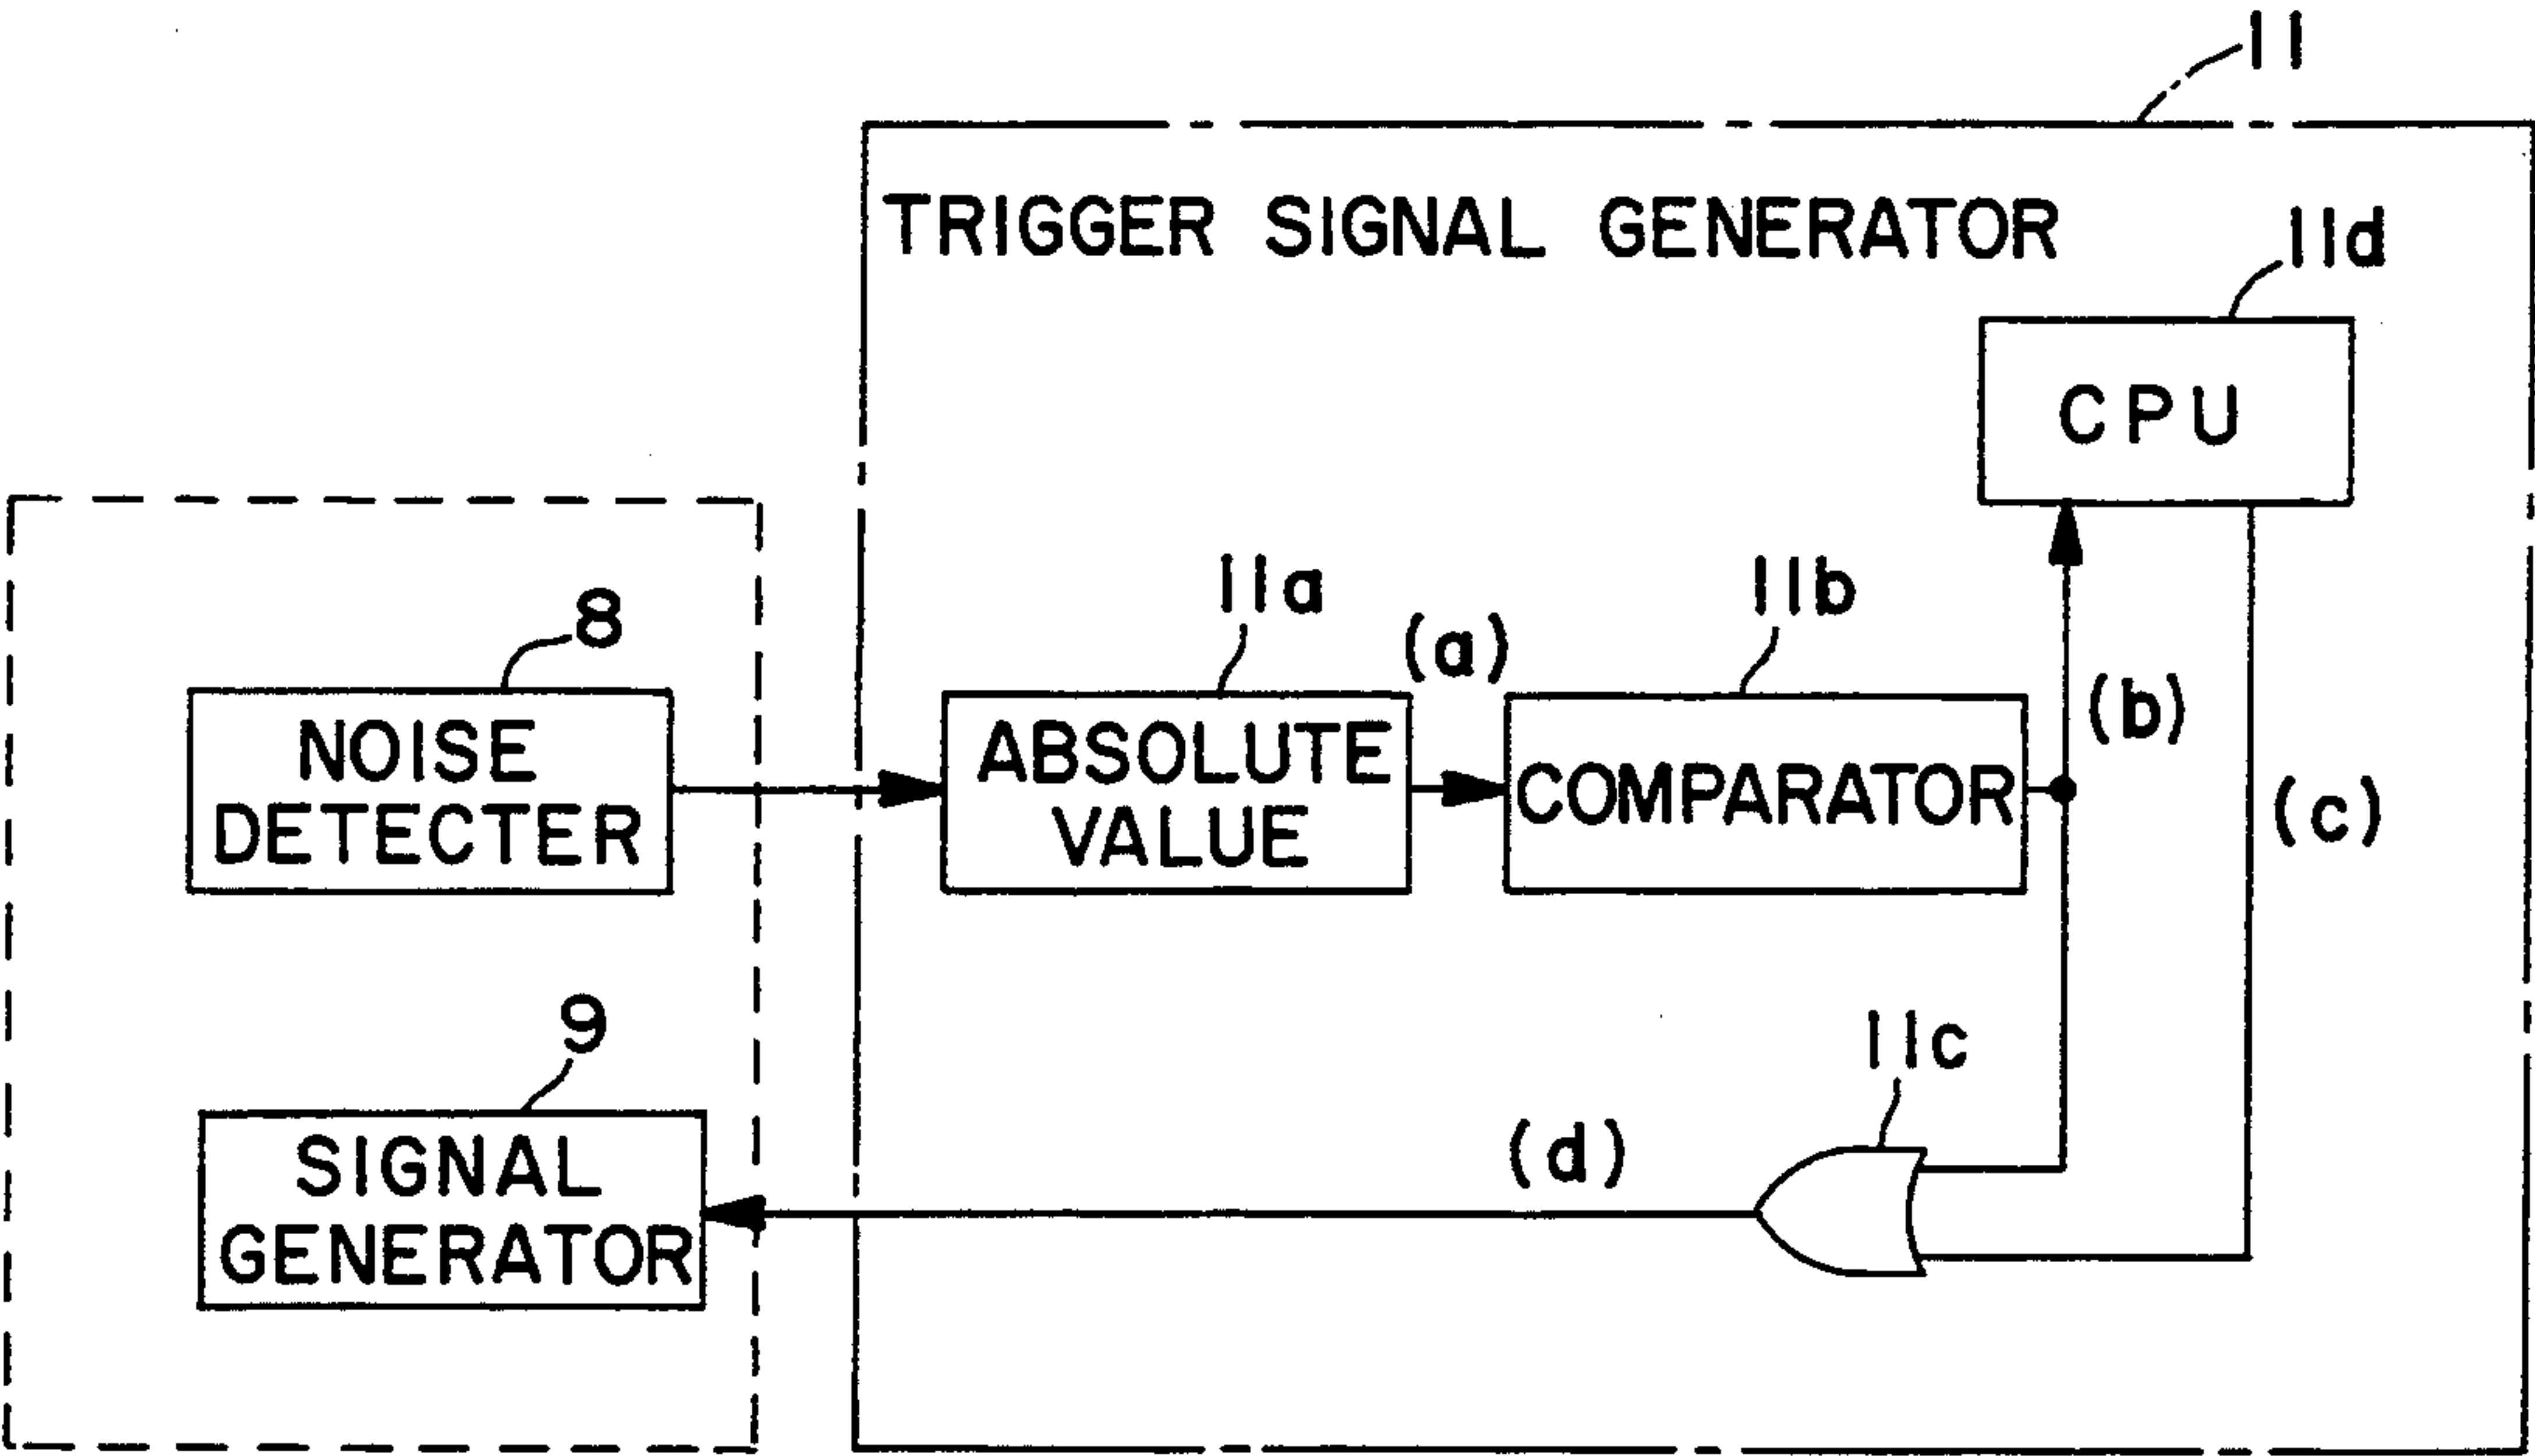 11
TRIGGER SIGNAL GENERATOR
11d
CPU
11a
(a)
11b
(b)
8
NOISE
DETECTER
ABSOLUTE
VALUE
COMPARATOR
(c)
9
SIGNAL
GENERATOR
(d)
11c